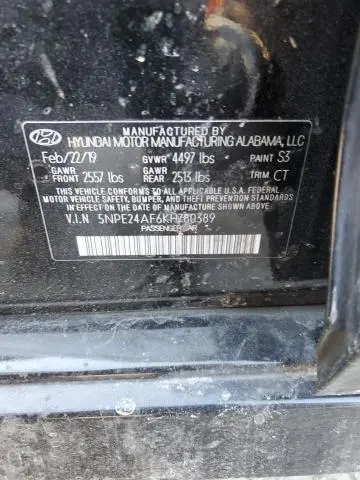 MANUFACTURED BY
HYUNDAI MOTOR MANUFACTURING ALABAMA, LLC
Feb/22/19 GVWR 4497 lbs PAINT S3
GAWR FRONT 2557 lbs GAWR REAR 2513 lbs TRIM CT
THIS VEHICLE CONFORMS TO ALL APPLICABLE U.S.A. FEDERAL
MOTOR VEHICLE SAFETY, BUMPER, AND THEFT PREVENTION
STANDARDS IN EFFECT ON THE DATE OF MANUFACTURE SHOWN ABOVE.
V.I.N 5NPE24AF6KH780389
PASSENGER CAR